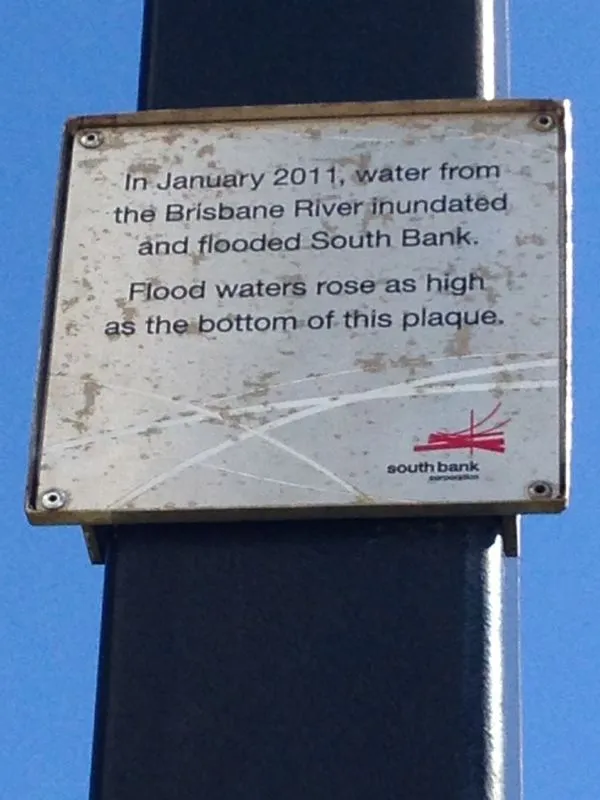 In January 2011, water from
the Brisbane River inundated
and flooded South Bank.
Flood waters rose as high
as the bottom of this plaque.
south bank
corporation